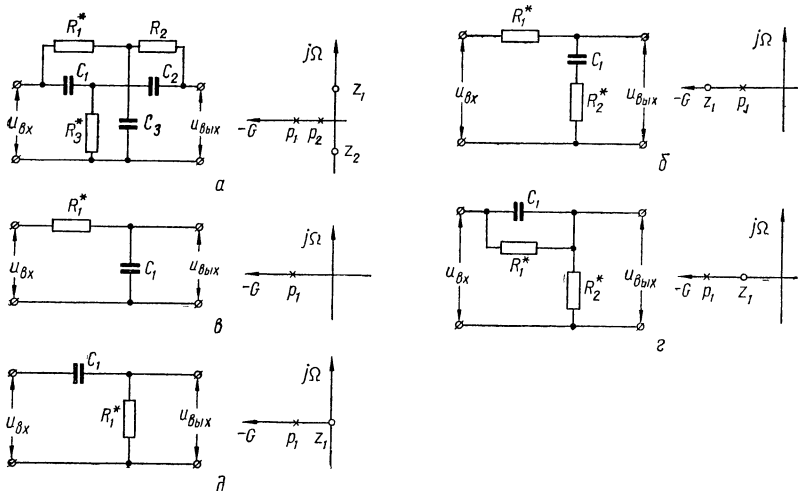 R₁* R₂ jΩ
C₁ C₂ Z₁
uвх R₃* C₃ uвых -G p₁ p₂
Z₂
а
R₁* jΩ
C₁
uвх R₂* uвых -G Z₁ p₁
б
R₁* jΩ
uвх C₁ uвых -G p₁
в
C₁ jΩ
R₁*
uвх R₂* uвых -G p₁ Z₁
г
C₁ jΩ
uвх R₁* uвых -G p₁ Z₁
д